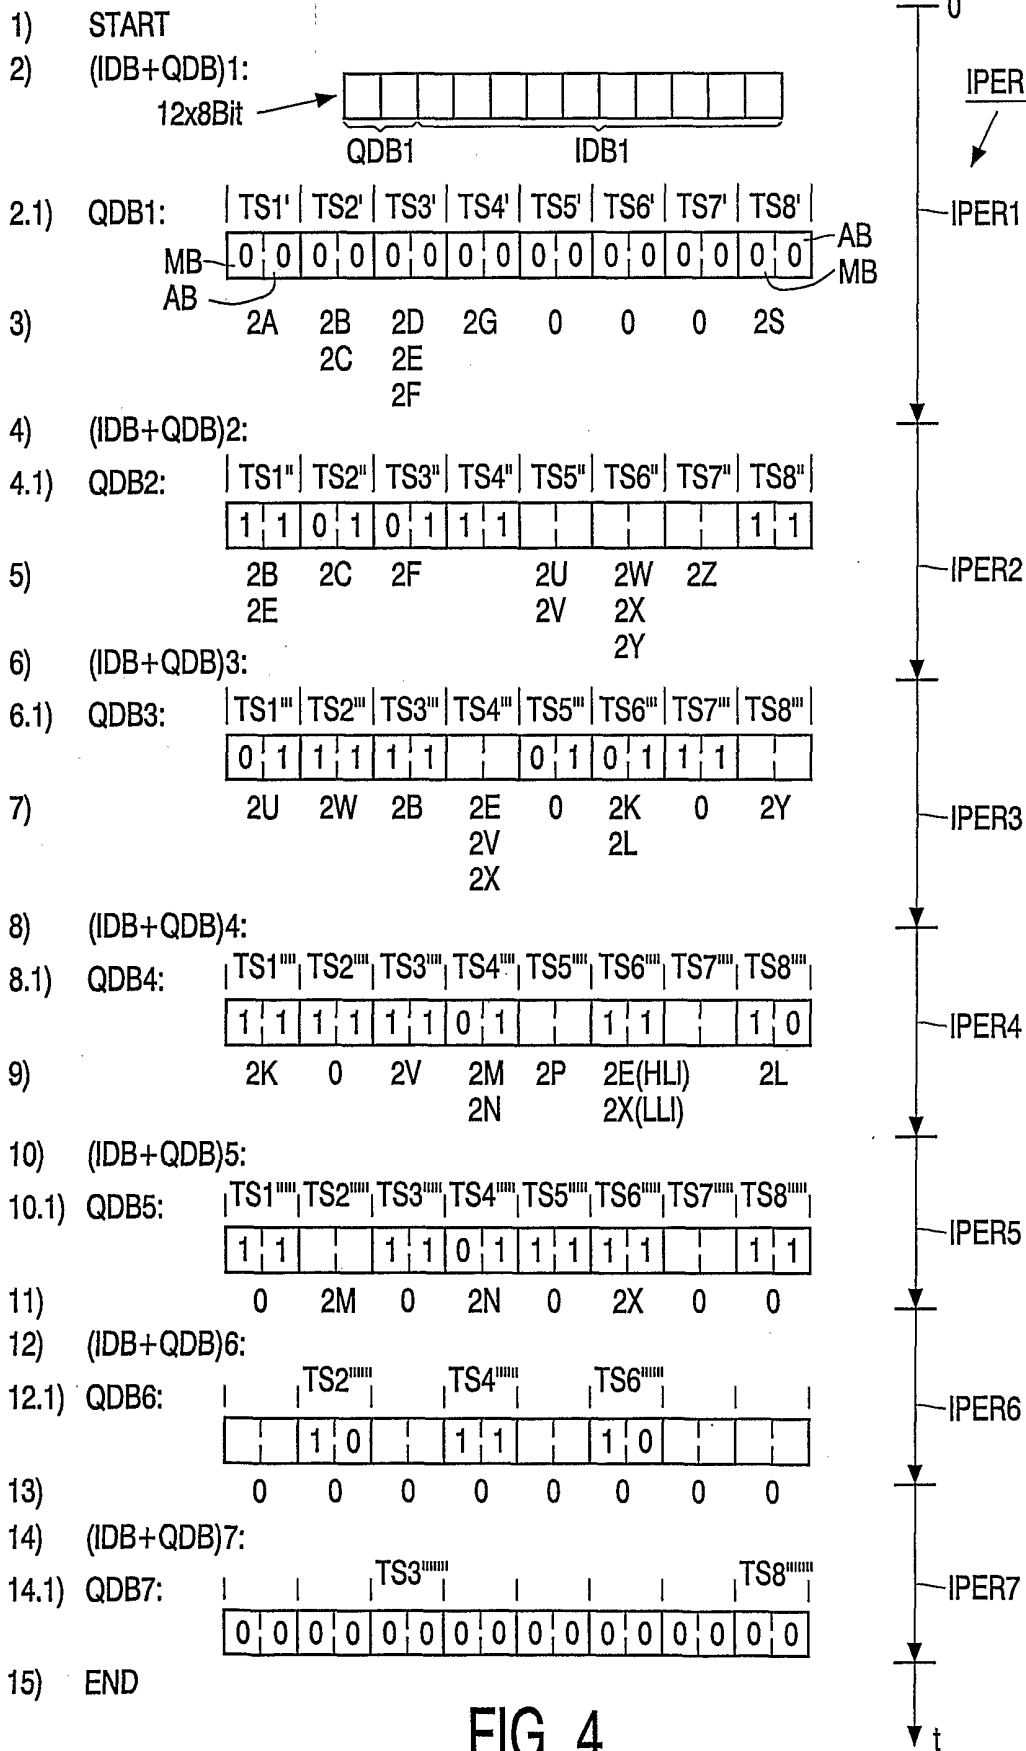 0
1) START
2) (IDB+QDB)1:
IPER
12x8Bit
QDB1 IDB1
2.1) QDB1: TS1' TS2' TS3' TS4' TS5' TS6' TS7' TS8'
IPER1
MB 0 0 0 0 0 0 0 0 0 0 0 0 0 0 0 0 AB
AB MB
3) 2A 2B 2D 2G 0 0 0 2S
2C 2E
2F
4) (IDB+QDB)2:
4.1) QDB2: TS1'' TS2'' TS3'' TS4'' TS5'' TS6'' TS7'' TS8''
1 1 0 1 0 1 1 1 1 1
5) 2B 2C 2F 2U 2W 2Z IPER2
2E 2V 2X
2Y
6) (IDB+QDB)3:
6.1) QDB3: TS1''' TS2''' TS3''' TS4''' TS5''' TS6''' TS7''' TS8'''
0 1 1 1 1 1 0 1 0 1 1 1
7) 2U 2W 2B 2E 0 2K 0 2Y IPER3
2V 2L
2X
8) (IDB+QDB)4:
8.1) QDB4: TS1'''' TS2'''' TS3'''' TS4'''' TS5'''' TS6'''' TS7'''' TS8''''
1 1 1 1 1 1 0 1 1 1 1 0 IPER4
9) 2K 0 2V 2M 2P 2E(HLI) 2L
2N 2X(LLI)
10) (IDB+QDB)5:
10.1) QDB5: TS1''''' TS2''''' TS3''''' TS4''''' TS5''''' TS6''''' TS7''''' TS8'''''
IPER5
1 1 1 1 0 1 1 1 1 1 1 1
11) 0 2M 0 2N 0 2X 0 0
12) (IDB+QDB)6:
12.1) QDB6: TS2'''''' TS4'''''' TS6''''''
IPER6
1 0 1 1 1 0
13) 0 0 0 0 0 0 0 0
14) (IDB+QDB)7:
14.1) QDB7: TS3''''''' TS8'''''''
IPER7
0 0 0 0 0 0 0 0 0 0 0 0 0 0 0 0
15) END
FIG 4
t